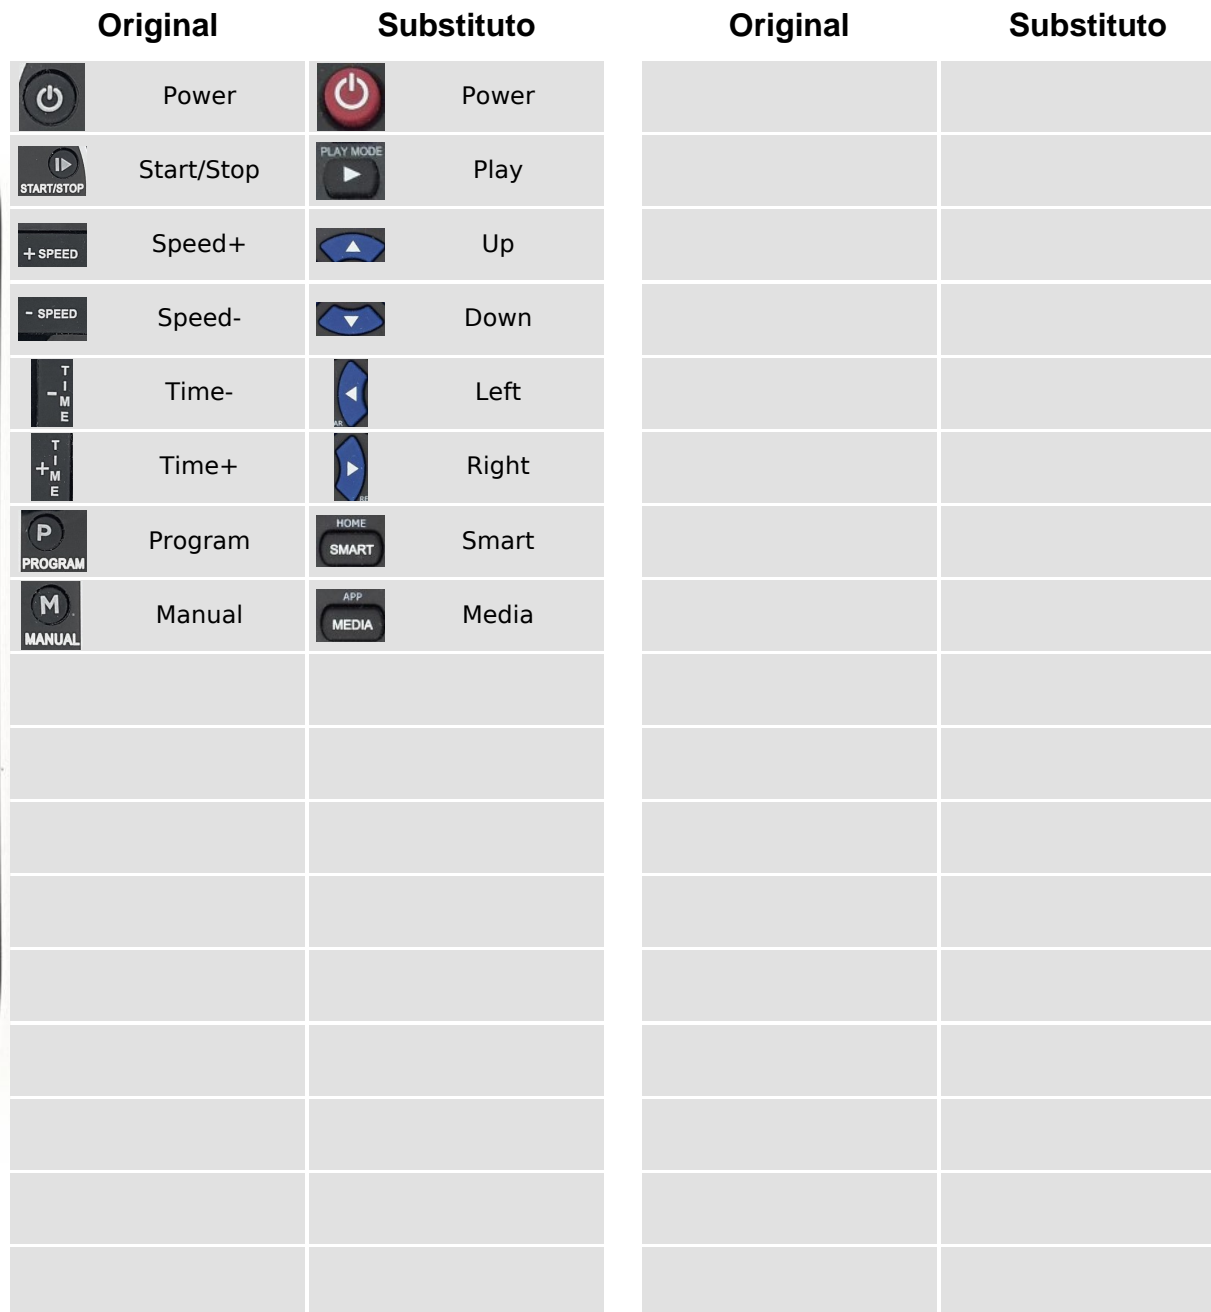 Original Substituto Original Substituto
Power Power
START/STOP Start/Stop PLAY MODE Play
+ SPEED Speed+ Up
- SPEED Speed- Down
- TIME Time- AR Left
+ TIME Time+ Right
P PROGRAM Program HOME SMART Smart
M MANUAL Manual APP MEDIA Media